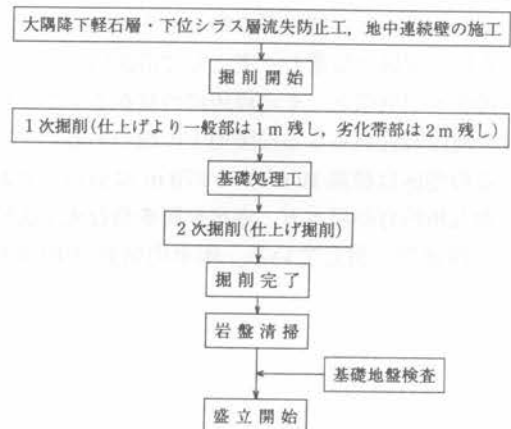 大隅降下軽石層・下位シラス層流失防止工，地中連続壁の施工
掘削開始
1次掘削(仕上げより一般部は1m残し，劣化帯部は2m残し)
基礎処理工
2次掘削(仕上げ掘削)
掘削完了
岩盤清掃
基礎地盤検査
盛立開始